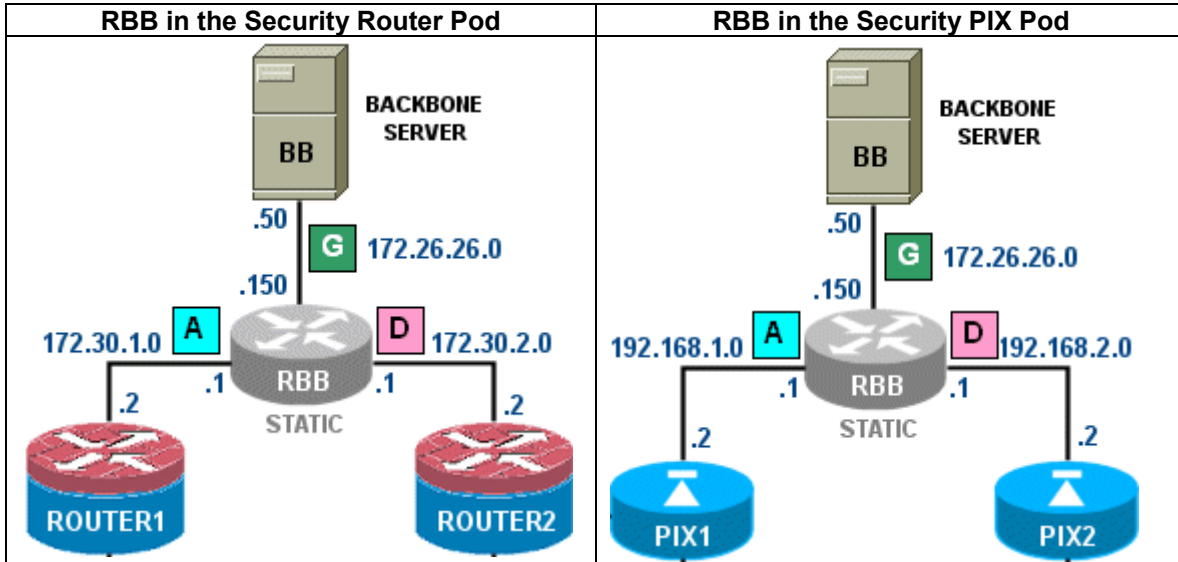 RBB in the Security Router Pod
BACKBONE
SERVER
BB
.50
G 172.26.26.0
.150
172.30.1.0 A
D 172.30.2.0
RBB
.1
.1
STATIC
.2
.2
ROUTER1
ROUTER2
RBB in the Security PIX Pod
BACKBONE
SERVER
BB
.50
G 172.26.26.0
.150
192.168.1.0 A
D 192.168.2.0
RBB
.1
.1
STATIC
.2
.2
PIX1
PIX2